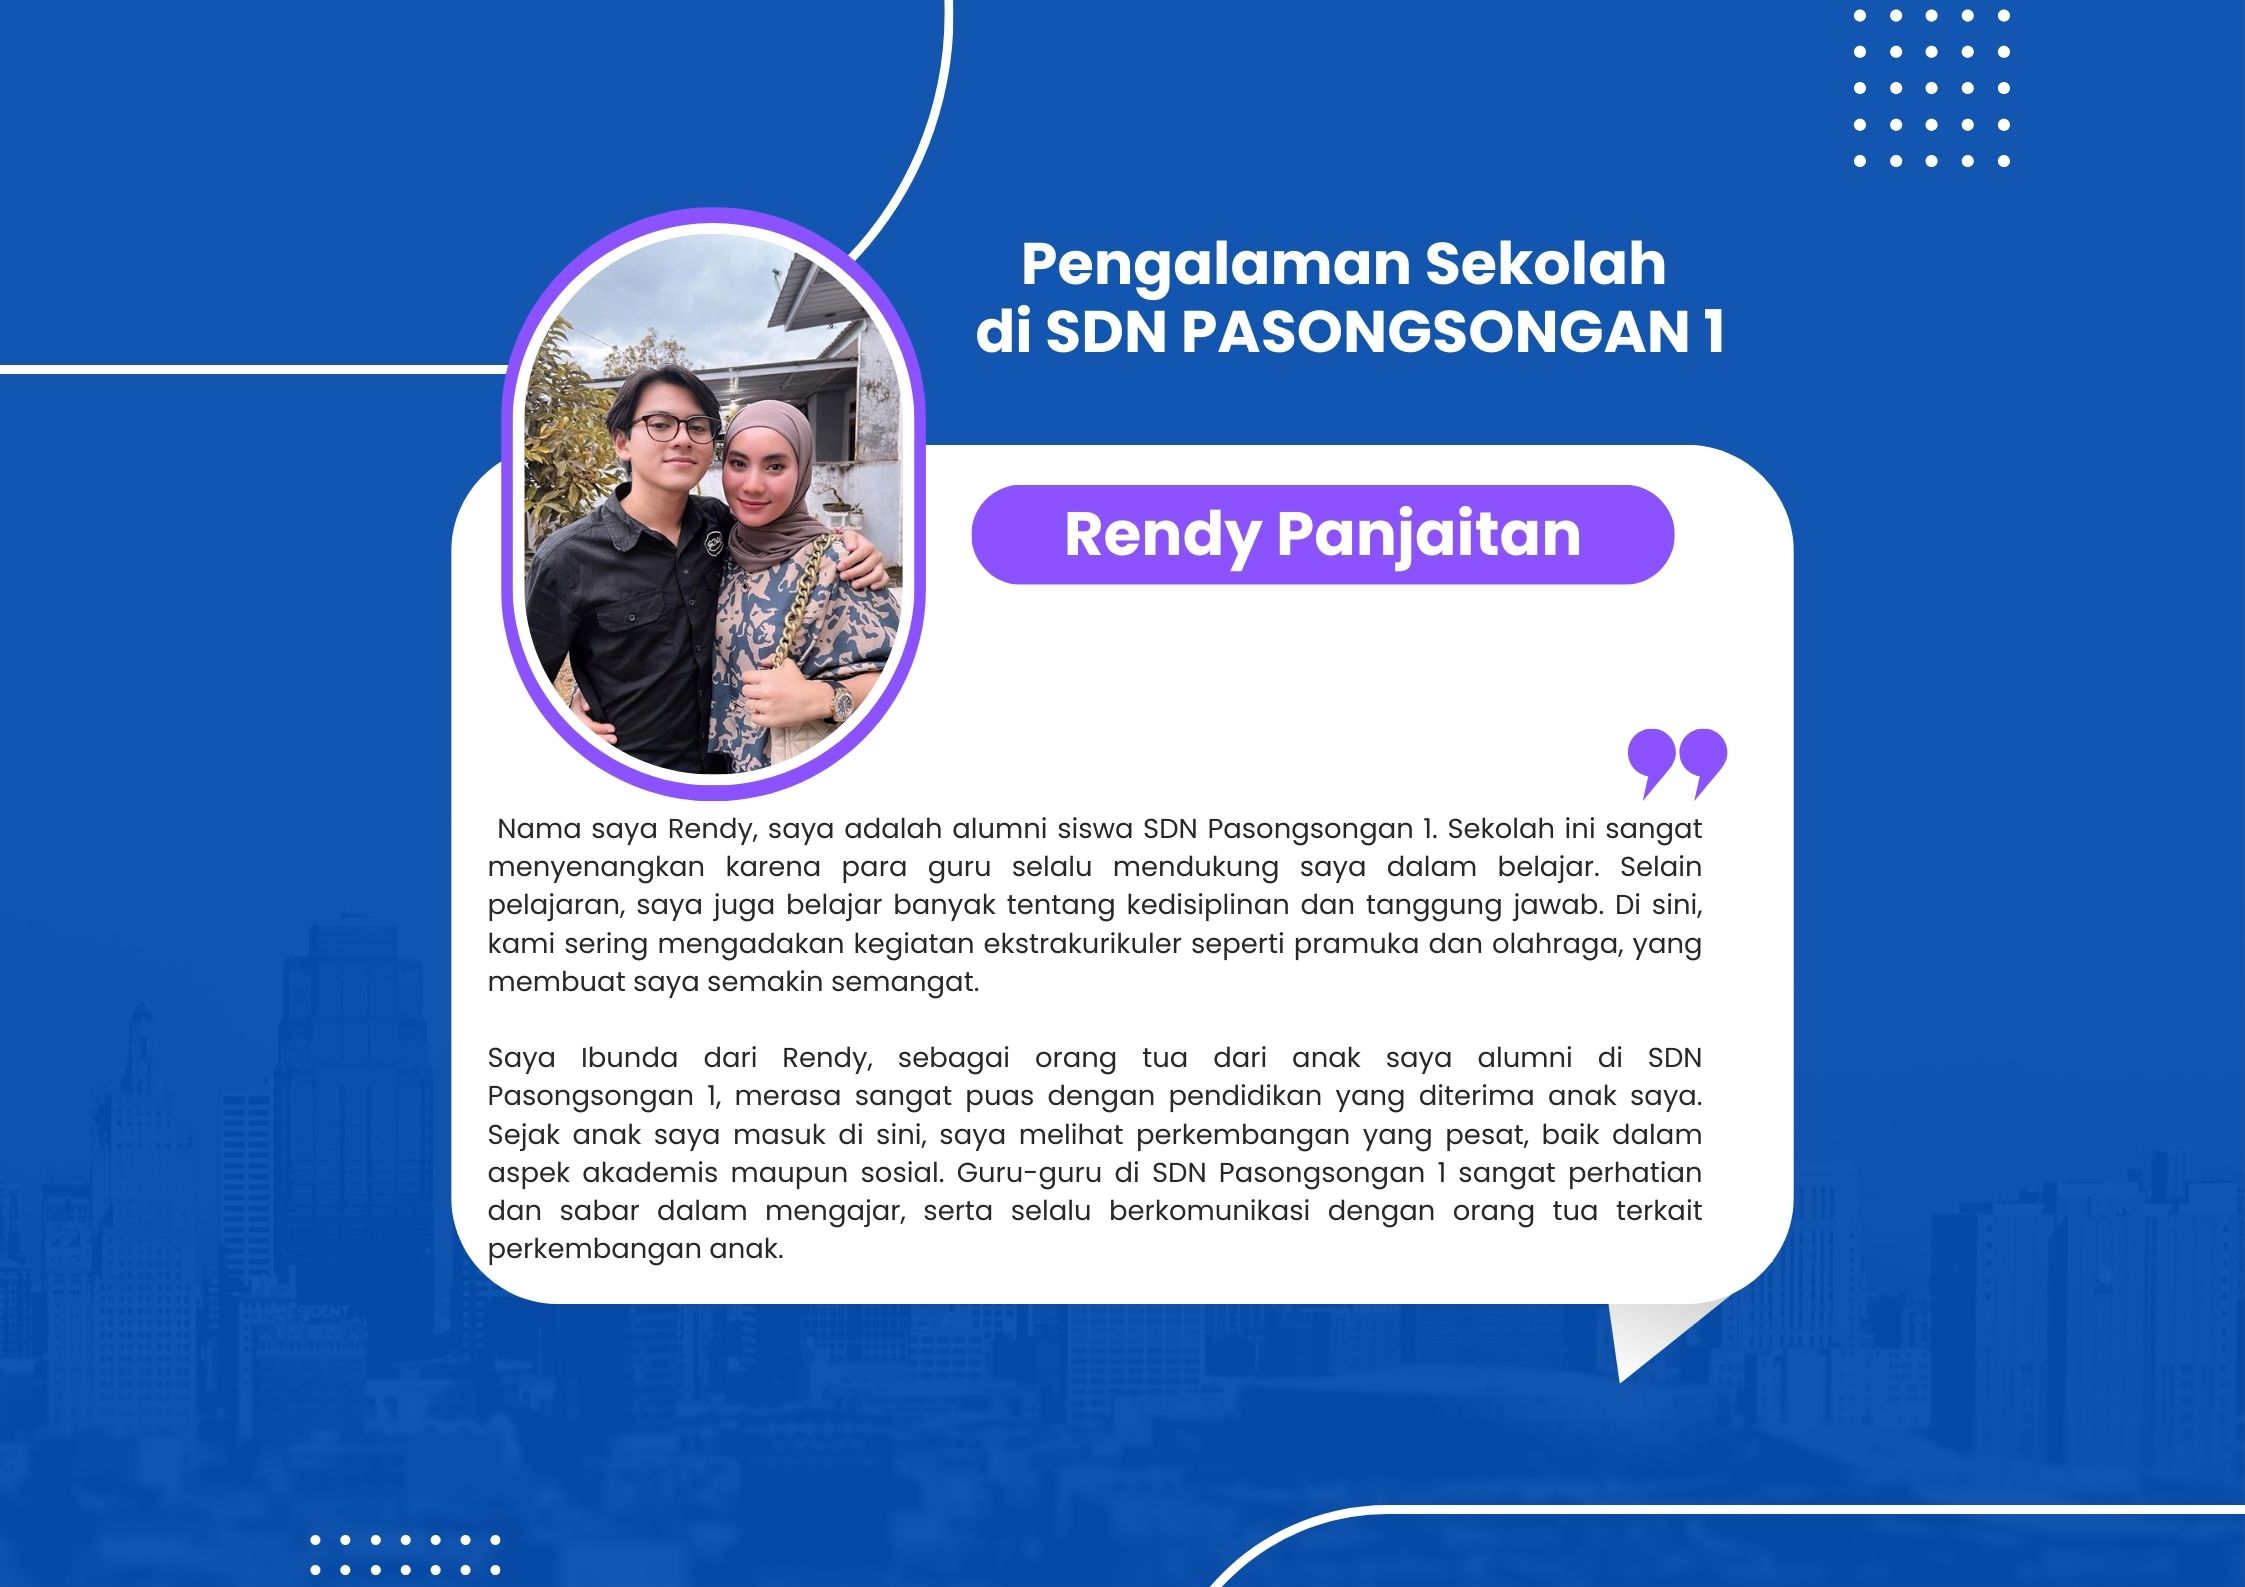 Pengalaman Sekolah
di SDN PASONGSONGAN 1
Rendy Panjaitan
Nama saya Rendy, saya adalah alumni siswa SDN Pasongsongan 1. Sekolah ini sangat
menyenangkan karena para guru selalu mendukung saya dalam belajar. Selain
pelajaran, saya juga belajar banyak tentang kedisiplinan dan tanggung jawab. Di sini,
kami sering mengadakan kegiatan ekstrakurikuler seperti pramuka dan olahraga, yang
membuat saya semakin semangat.
Saya Ibunda dari Rendy, sebagai orang tua dari anak saya alumni di SDN
Pasongsongan 1, merasa sangat puas dengan pendidikan yang diterima anak saya.
Sejak anak saya masuk di sini, saya melihat perkembangan yang pesat, baik dalam
aspek akademis maupun sosial. Guru-guru di SDN Pasongsongan 1 sangat perhatian
dan sabar dalam mengajar, serta selalu berkomunikasi dengan orang tua terkait
perkembangan anak.